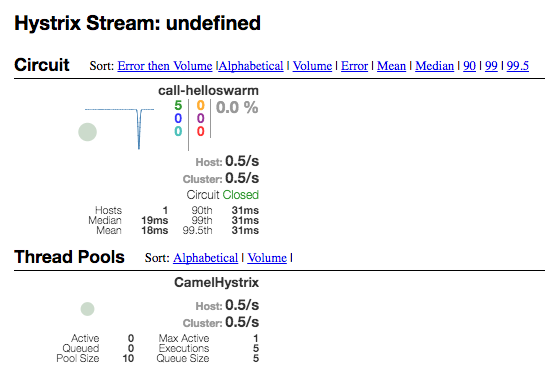 Hystrix Stream: undefined
Circuit Sort: Error then Volume |Alphabetical | Volume | Error | Mean | Median | 90 | 99 | 99.5
call-helloswarm
5 0 0.0 %
0 0
0 0
Host: 0.5/s
Cluster: 0.5/s
Circuit Closed
Hosts 1 90th 31ms
Median 19ms 99th 31ms
Mean 18ms 99.5th 31ms
Thread Pools Sort: Alphabetical | Volume |
CamelHystrix
Host: 0.5/s
Cluster: 0.5/s
Active 0 Max Active 1
Queued 0 Executions 5
Pool Size 10 Queue Size 5